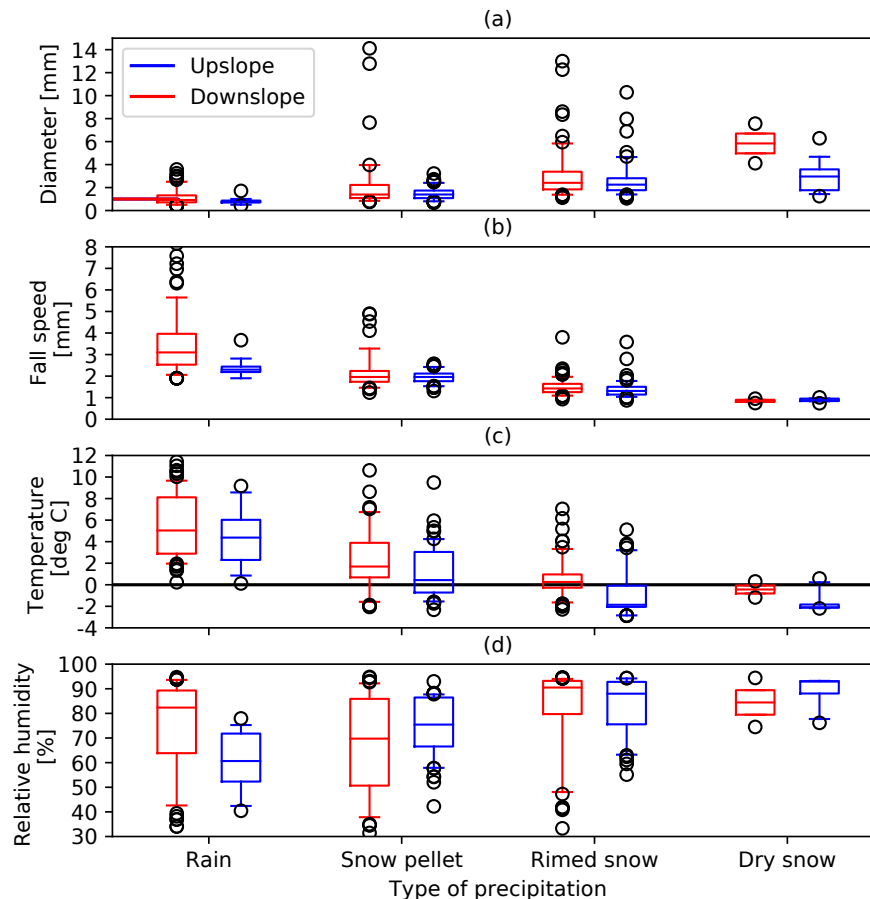 (a)
14
12
10
8
6
4
2
0
Diameter [mm]
Upslope
Downslope
(b)
8
7
6
5
4
3
2
1
0
Fall speed
[mm]
(c)
12
10
8
6
4
2
0
-2
-4
Temperature
[deg C]
(d)
100
90
80
70
60
50
40
30
Relative humidity
[%]
Rain Snow pellet Rimed snow Dry snow
Type of precipitation